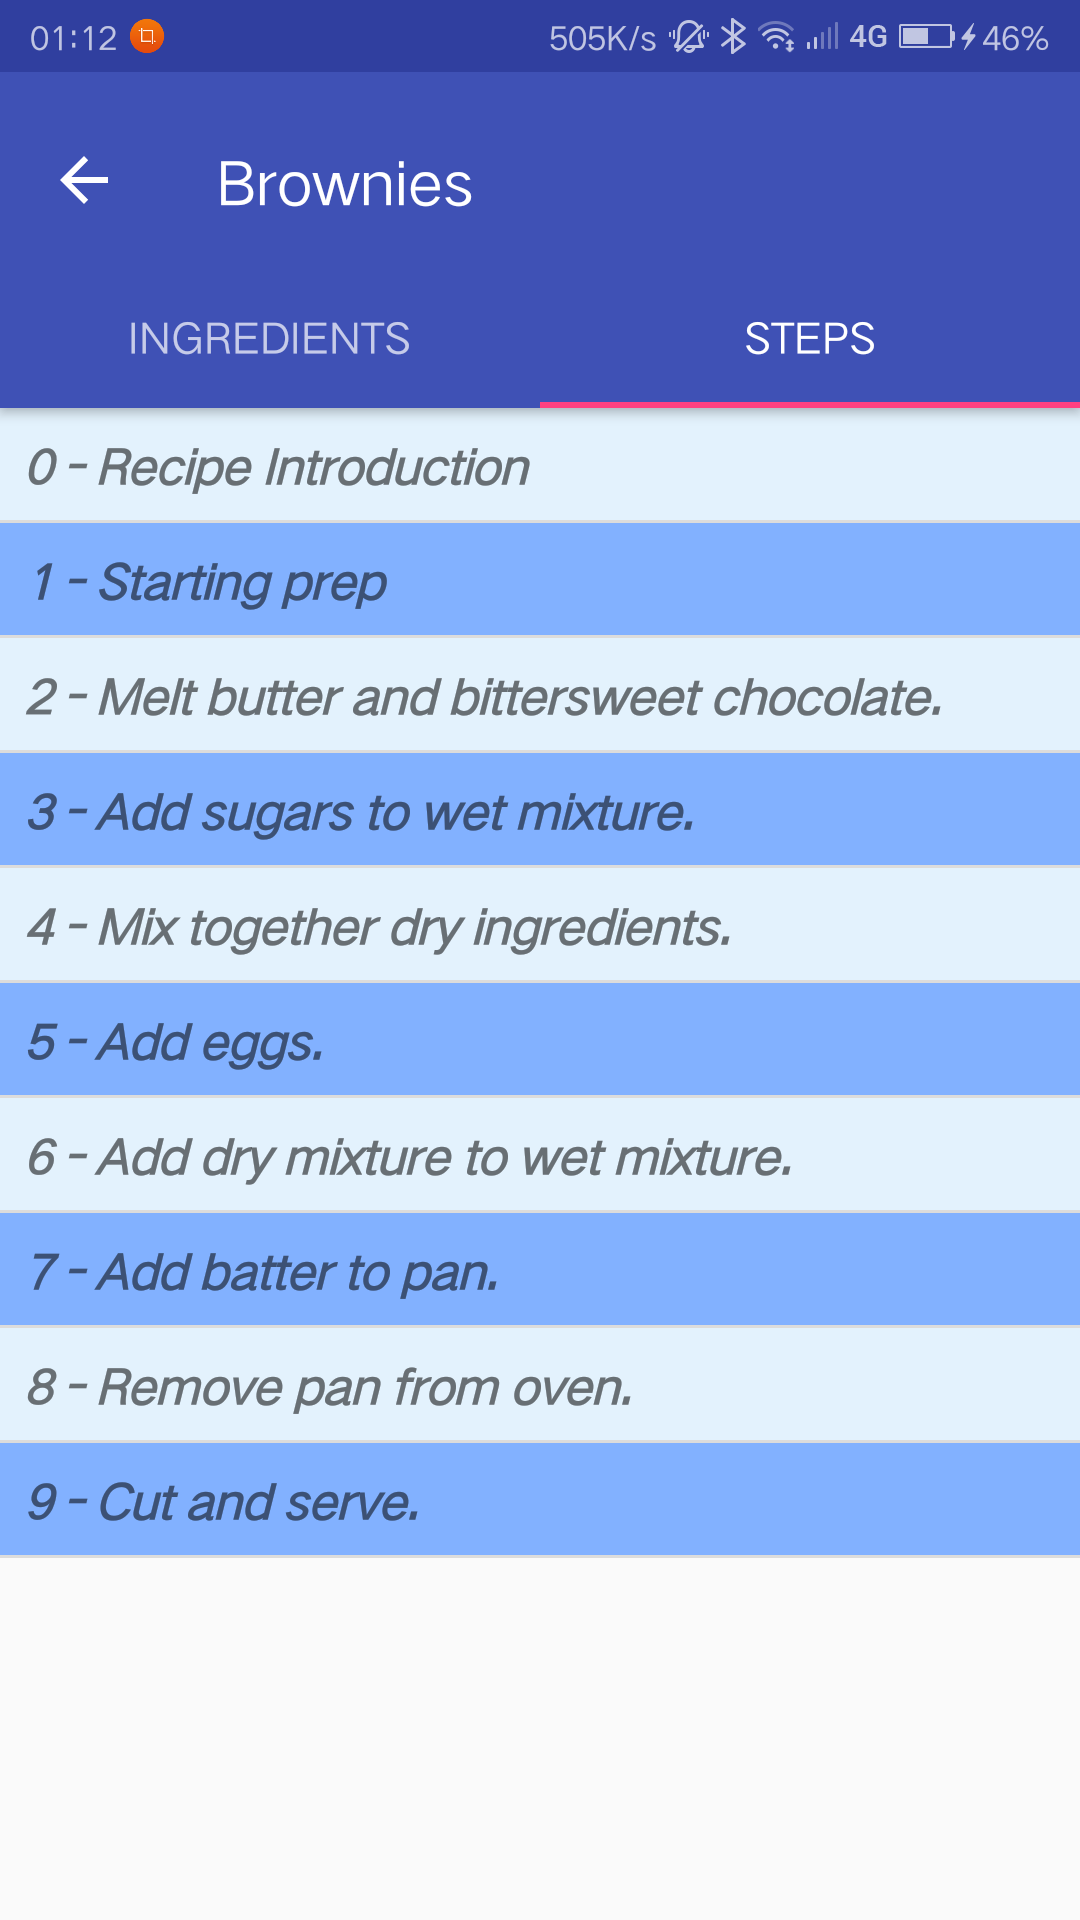 01:12 505K/s 4G 46%
Brownies
INGREDIENTS STEPS
0 - Recipe Introduction
1 - Starting prep
2 - Melt butter and bittersweet chocolate.
3 - Add sugars to wet mixture.
4 - Mix together dry ingredients.
5 - Add eggs.
6 - Add dry mixture to wet mixture.
7 - Add batter to pan.
8 - Remove pan from oven.
9 - Cut and serve.